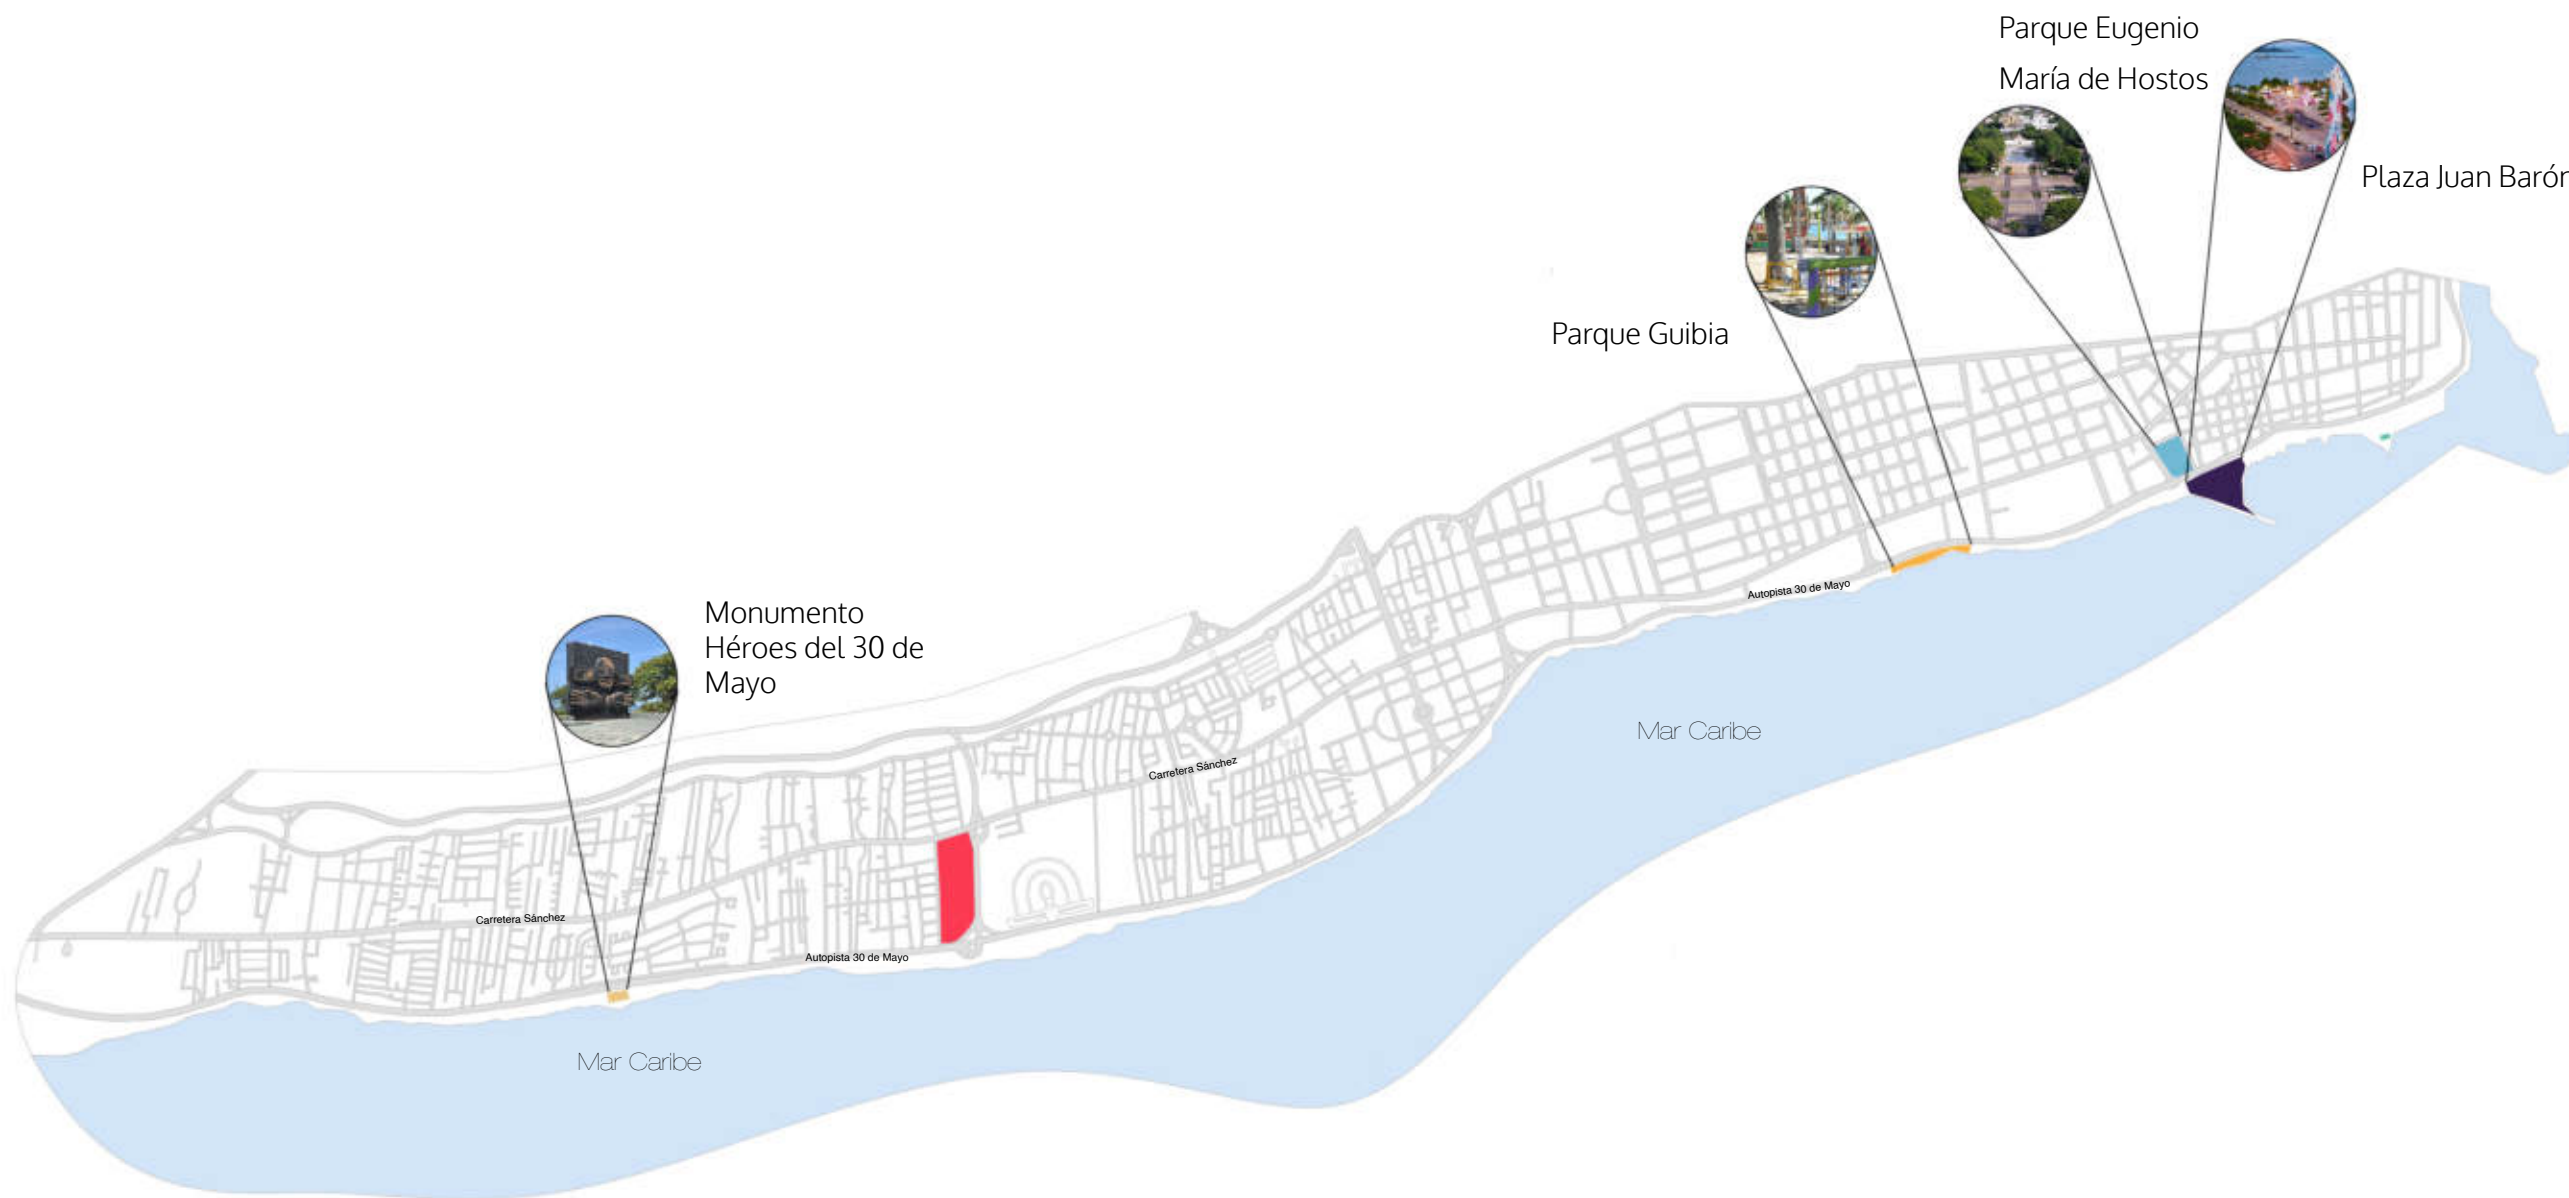 Parque Eugenio
María de Hostos
Plaza Juan Barón
Parque Guibia
Autopista 30 de Mayo
Monumento
Héroes del 30 de
Mayo
Mar Caribe
Carretera Sánchez
Carretera Sánchez
Autopista 30 de Mayo
Mar Caribe